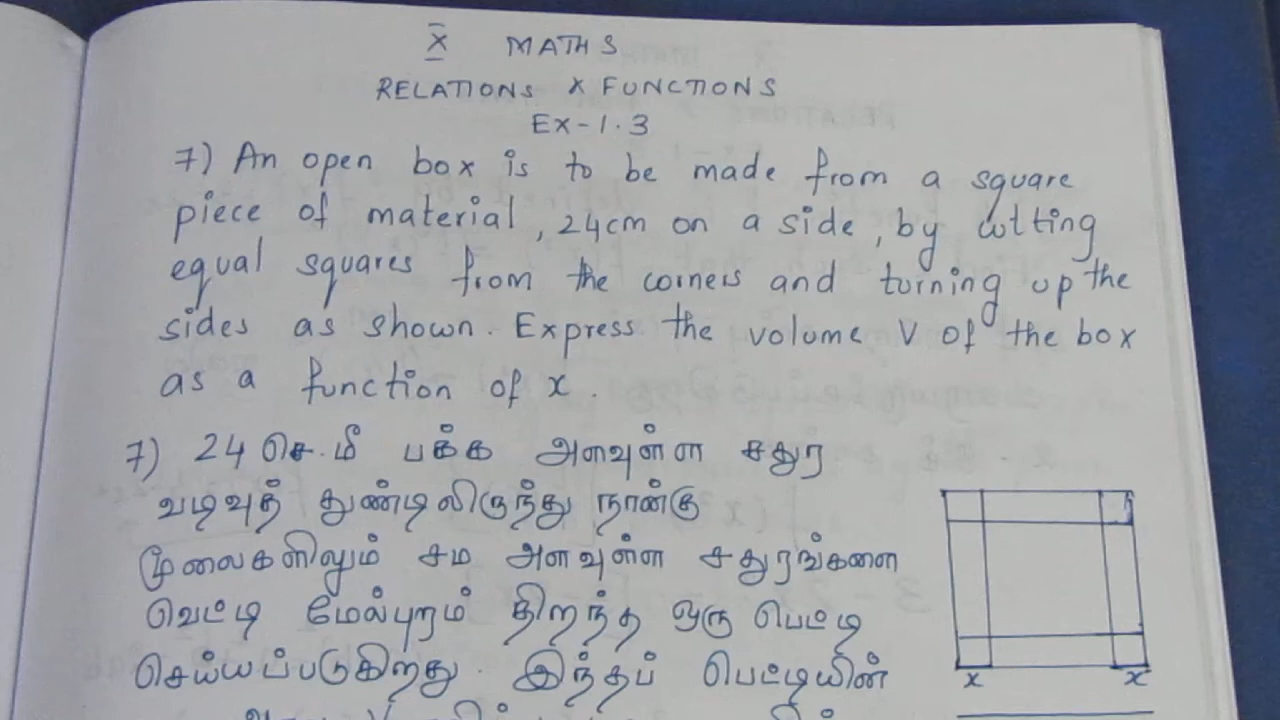 X MATHS
RELATIONS & FUNCTIONS
EX-1.3
7) An open box is to be made from a square
piece of material, 24cm on a side, by cutting
equal squares from the corners and turning up the
sides as shown. Express the volume V of the box
as a function of x.
7) 24 செ.மீ பக்க அளவுள்ள சதுர
வடிவத் துண்டிலிருந்து நான்கு
மூலைகளிலும் சம அளவுள்ள சதுரங்களை
வெட்டி மேல்புறம் திறந்த ஒரு பெட்டி
செய்யப்படுகிறது. இந்தப் பெட்டியின்
x x